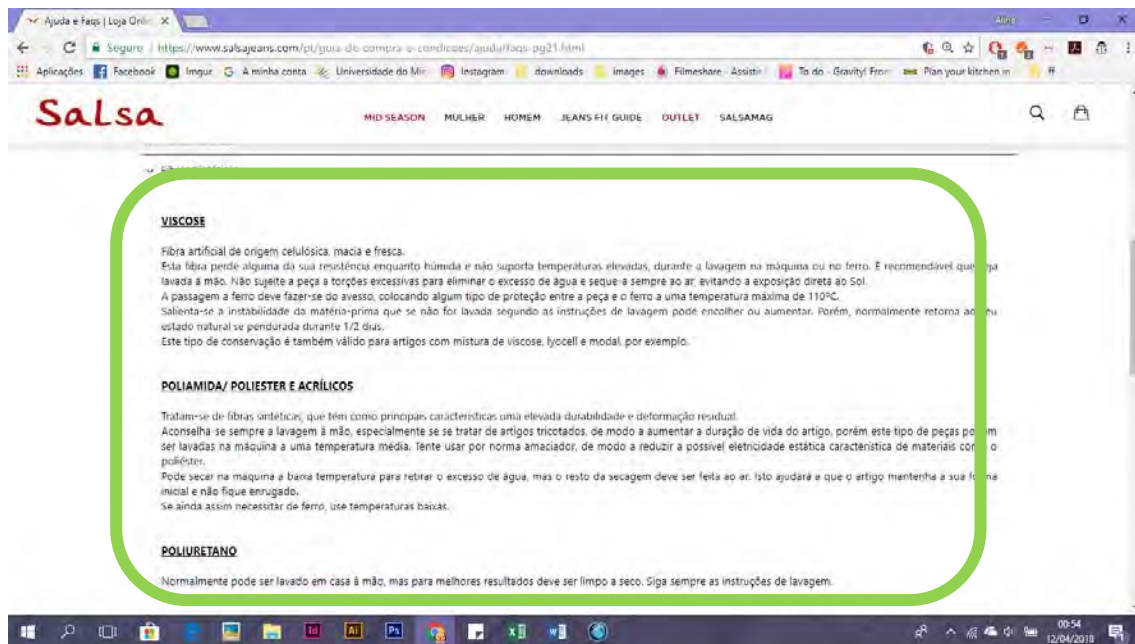 Ajuda e Faqs | Loja Onli
Seguro | https://www.salsajeans.com/pt/guia-de-compra-e-condicoes/ajuda/faqs-pg21.html
Aplicações Facebook Imgur A minha conta Universidade do Mi Instagram downloads images Filmeshare - Assistir To do - Gravity! From Plan your kitchen in
Salsa MID SEASON MULHER HOMEM JEANS FIT GUIDE OUTLET SALSAMAG
VISCOSE
Fibra artificial de origem celulósica, macia e fresca.
Esta fibra perde alguma da sua resistência enquanto húmida e não suporta temperaturas elevadas, durante a lavagem na máquina ou no ferro. É recomendável que
lavada à mão. Não sujeite a peça a torções excessivas para eliminar o excesso de água e seque-a sempre ao ar, evitando a exposição direta ao Sol.
A passagem a ferro deve fazer-se do avesso, colocando algum tipo de proteção entre a peça e o ferro a uma temperatura máxima de 110ºC.
Salienta-se a instabilidade da matéria-prima que se não for lavada segundo as instruções de lavagem pode encolher ou aumentar. Porém, normalmente retorna ao
estado natural se pendurada durante 1/2 dias.
Este tipo de conservação é também válido para artigos com mistura de viscose, lyocell e modal, por exemplo.
POLIAMIDA/ POLIESTER E ACRÍLICOS
Tratam-se de fibras sintéticas, que têm como principais características uma elevada durabilidade e deformação residual.
Aconselha-se sempre a lavagem à mão, especialmente se se tratar de artigos tricotados, de modo a aumentar a duração de vida do artigo, porém este tipo de peças
ser lavadas na máquina a uma temperatura média. Tente usar por norma amaciador, de modo a reduzir a possível eletricidade estática característica de materiais o
poliéster.
Pode secar na máquina a baixa temperatura para retirar o excesso de água, mas o resto da secagem deve ser feita ao ar. Isto ajudará a que o artigo mantenha a sua
inicial e não fique enrugado.
Se ainda assim necessitar de ferro, use temperaturas baixas.
POLIURETANO
Normalmente pode ser lavado em casa à mão, mas para melhores resultados deve ser limpo a seco. Siga sempre as instruções de lavagem.
00:54
12/04/2018